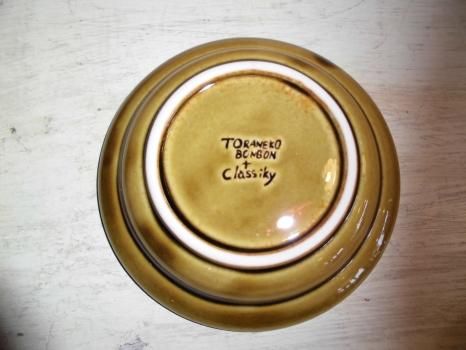 TORANEKO
BONBON
+
Classiky